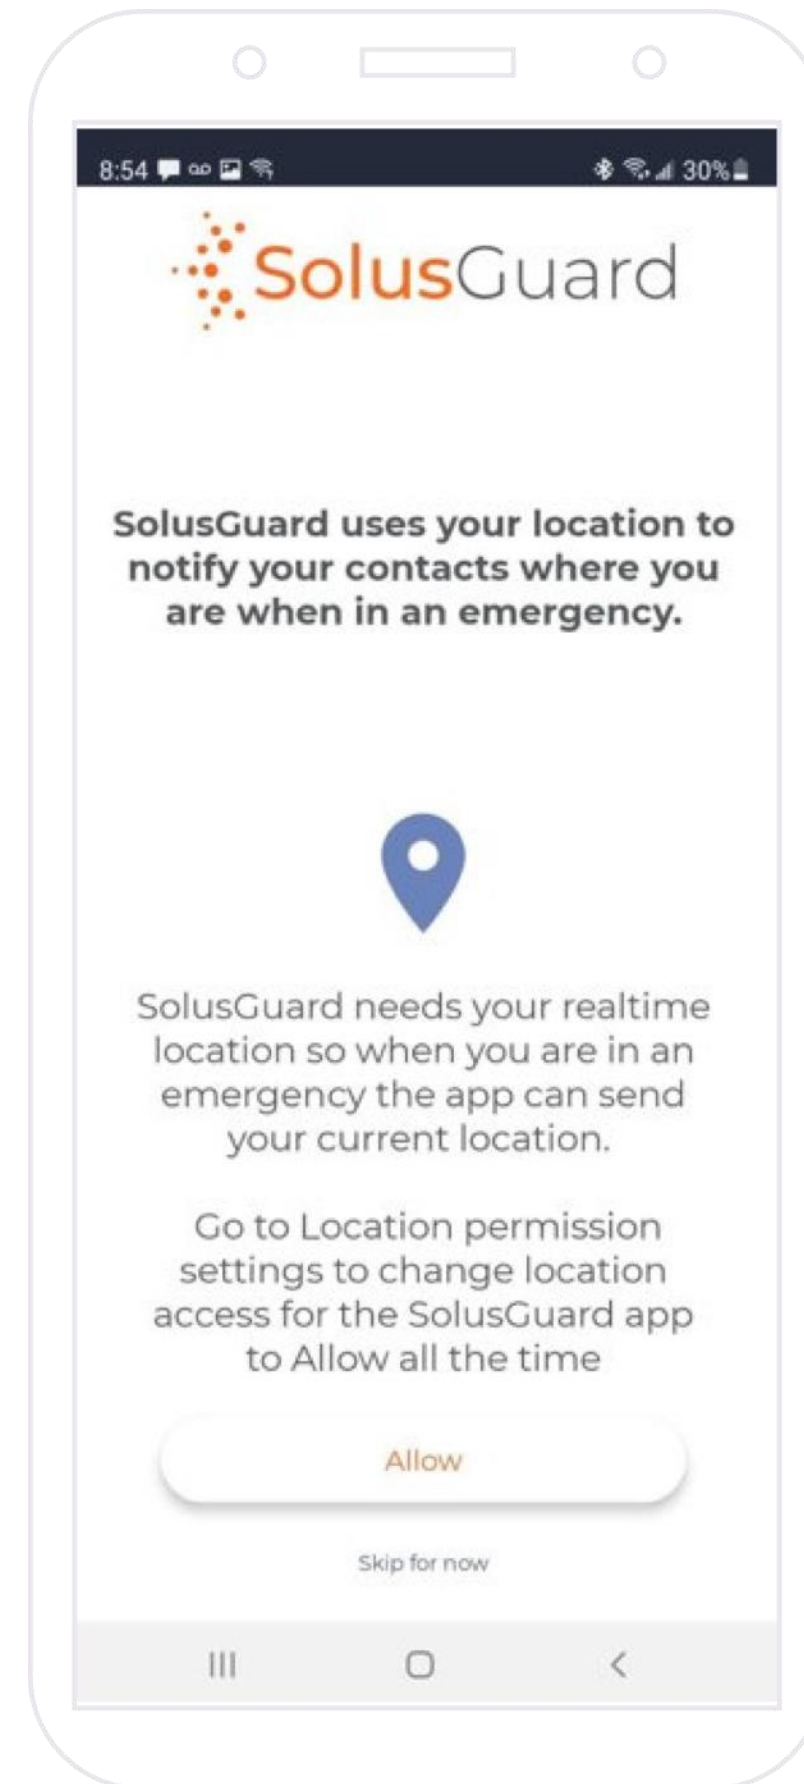 8:54
30%
SolusGuard
SolusGuard uses your location to
notify your contacts where you
are when in an emergency.
SolusGuard needs your realtime
location so when you are in an
emergency the app can send
your current location.
Go to Location permission
settings to change location
access for the SolusGuard app
to Allow all the time
Allow
Skip for now